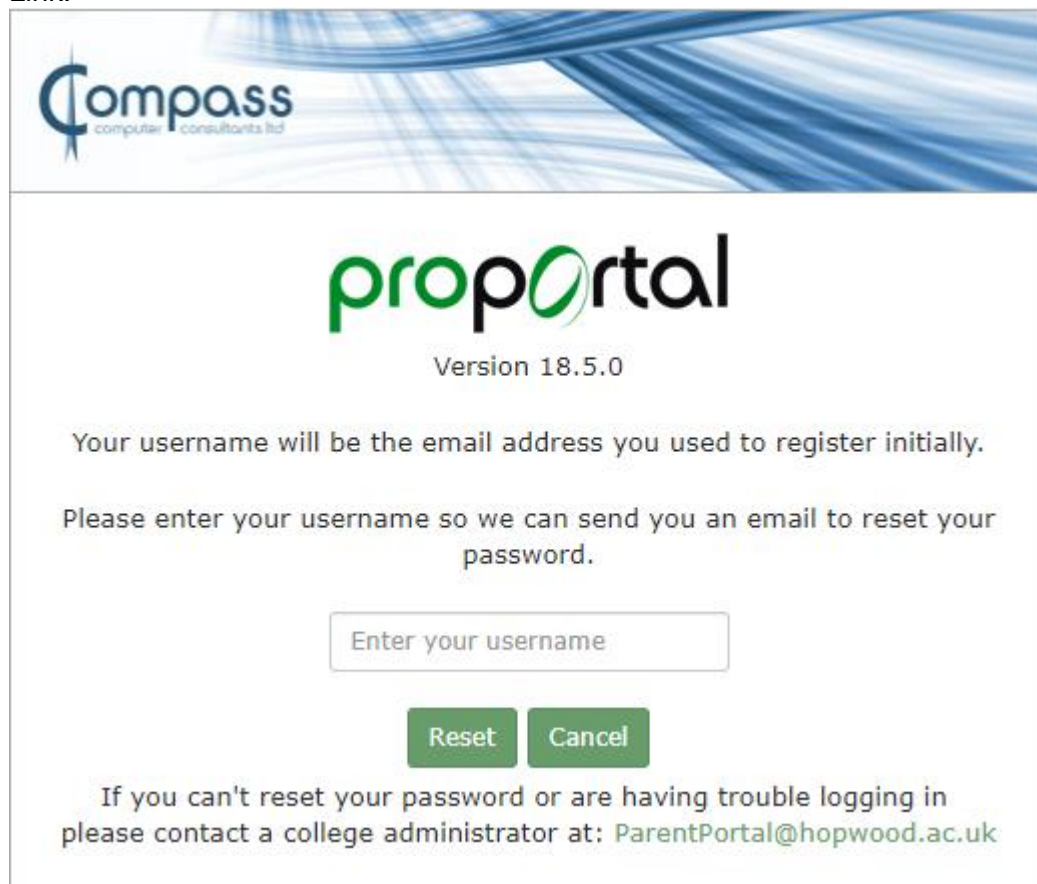 Compass
computer consultants ltd
proportal
Version 18.5.0
Your username will be the email address you used to register initially.
Please enter your username so we can send you an email to reset your
password.
Enter your username
Reset Cancel
If you can't reset your password or are having trouble logging in
please contact a college administrator at: ParentPortal@hopwood.ac.uk